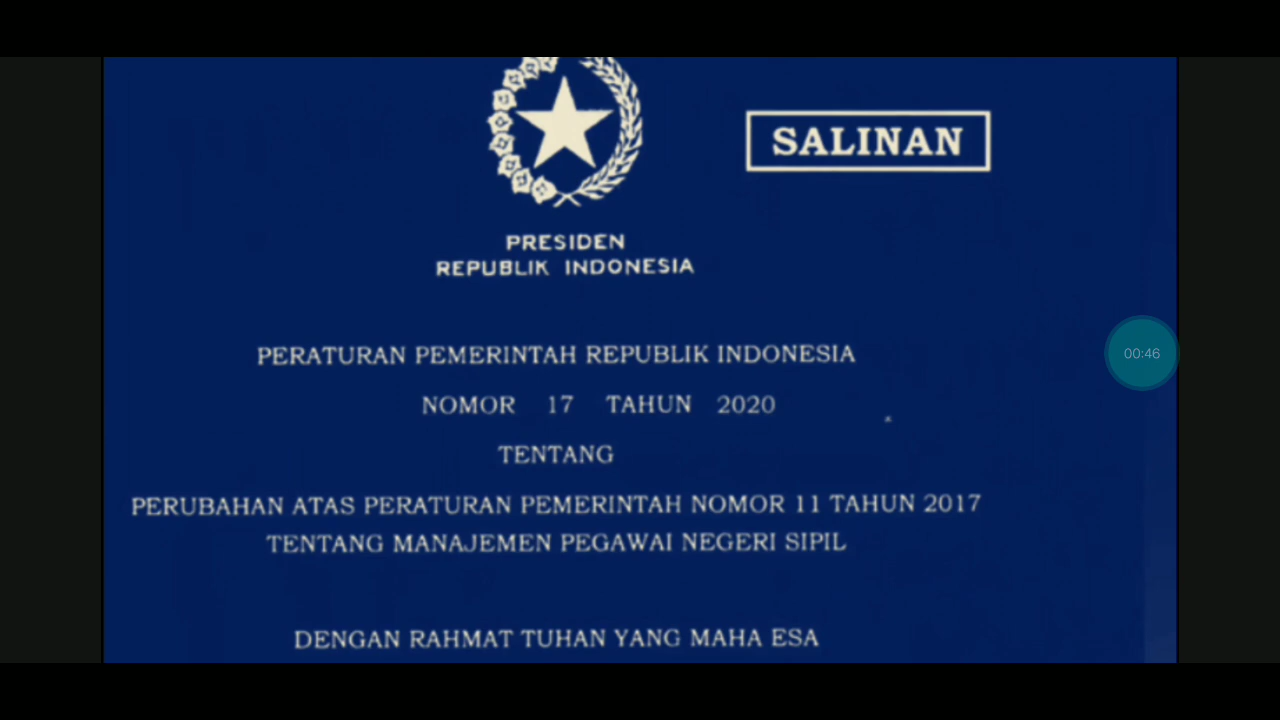 SALINAN
PRESIDEN
REPUBLIK INDONESIA
PERATURAN PEMERINTAH REPUBLIK INDONESIA
NOMOR 17 TAHUN 2020
TENTANG
PERUBAHAN ATAS PERATURAN PEMERINTAH NOMOR 11 TAHUN 2017
TENTANG MANAJEMEN PEGAWAI NEGERI SIPIL
DENGAN RAHMAT TUHAN YANG MAHA ESA
00:46